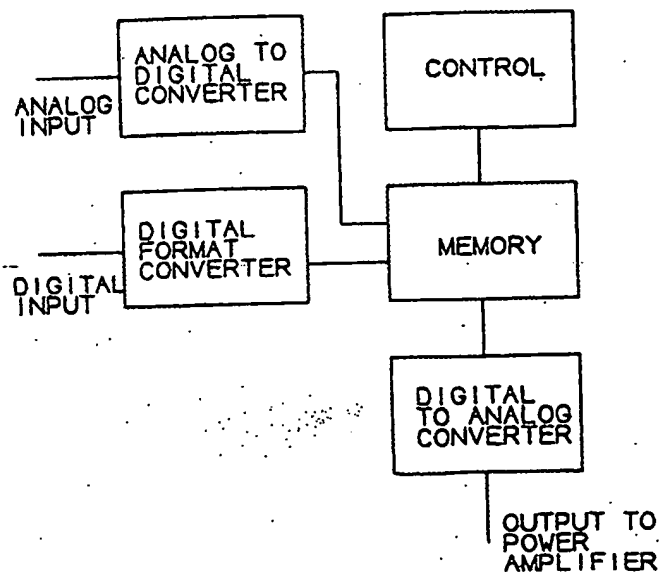 ANALOG TO
DIGITAL
CONVERTER
CONTROL
ANALOG
INPUT
DIGITAL
FORMAT
CONVERTER
MEMORY
DIGITAL
INPUT
DIGITAL
TO ANALOG
CONVERTER
OUTPUT TO
POWER
AMPLIFIER